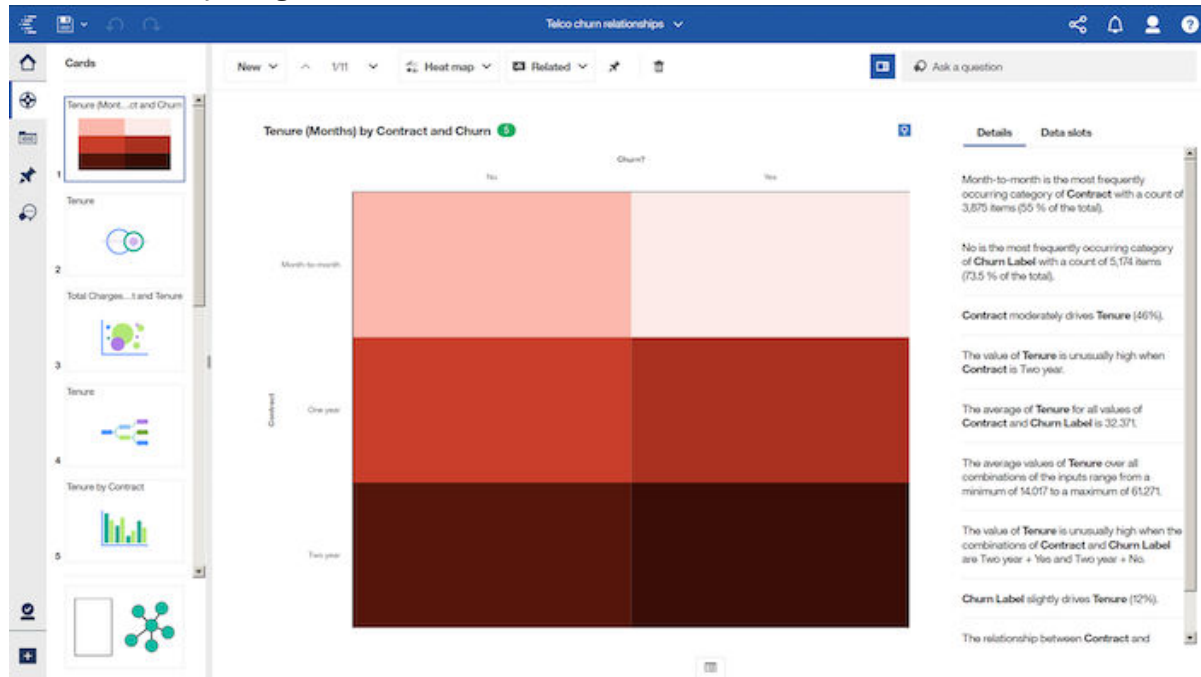 Telco churn relationships
Cards
New
1/11
Heat map
Related
Ask a question
Tenure (Mont...ct and Churn
1
Tenure
2
Total Charges...t and Tenure
3
Tenure
4
Tenure by Contract
5
Tenure (Months) by Contract and Churn 5
Churn?
No
Yes
Contract
Month-to-month
One year
Two year
Details Data slots
Month-to-month is the most frequently
occurring category of Contract with a count of
3,875 items (55 % of the total).
No is the most frequently occurring category
of Churn Label with a count of 5,174 items
(73.5 % of the total).
Contract moderately drives Tenure (46%).
The value of Tenure is unusually high when
Contract is Two year.
The average of Tenure for all values of
Contract and Churn Label is 32.371.
The average values of Tenure over all
combinations of the inputs range from a
minimum of 14.017 to a maximum of 61.271.
The value of Tenure is unusually high when the
combinations of Contract and Churn Label
are Two year + Yes and Two year + No.
Churn Label slightly drives Tenure (12%).
The relationship between Contract and